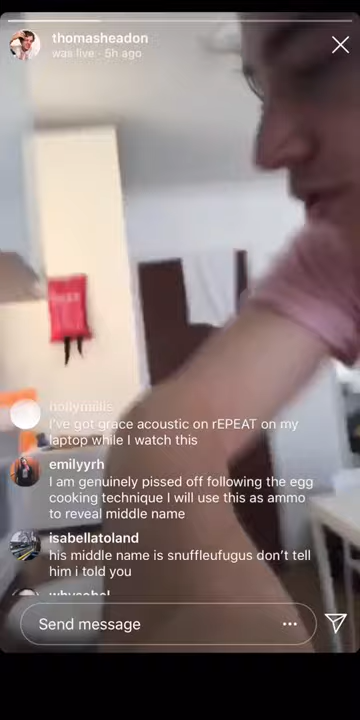 thomasheadon
was live · 5h ago
hollymills
I've got grace acoustic on rEPEAT on my
laptop while I watch this
emilyyrh
I am genuinely pissed off following the egg
cooking technique I will use this as ammo
to reveal middle name
isabellatoland
his middle name is snuffleufugus don't tell
him i told you
Send message